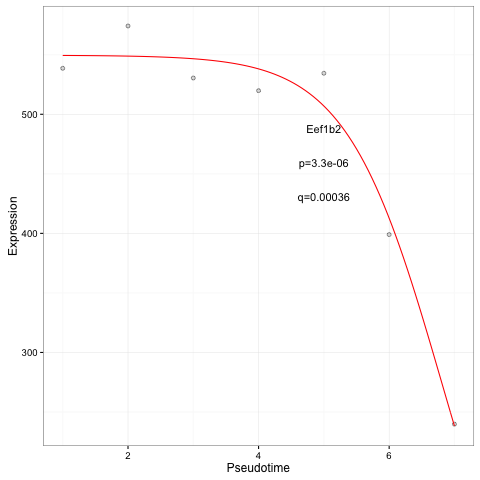 500
400
300
Expression
Eef1b2
p=3.3e-06
q=0.00036
2
4
6
Pseudotime